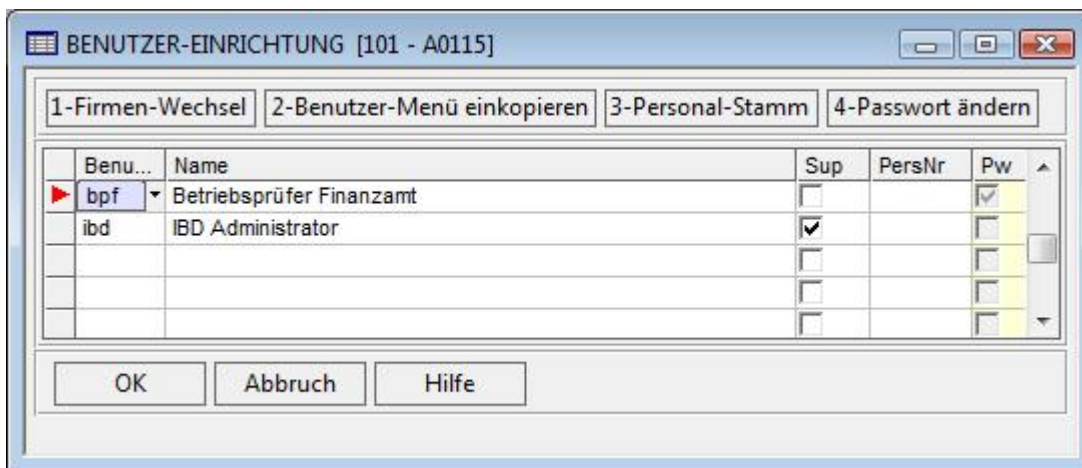 BENUTZER-EINRICHTUNG [101 - A0115]
1-Firmen-Wechsel 2-Benutzer-Menü einkopieren 3-Personal-Stamm 4-Passwort ändern
Benu... Name Sup PersNr Pw
bpf Betriebsprüfer Finanzamt
ibd IBD Administrator
OK Abbruch Hilfe